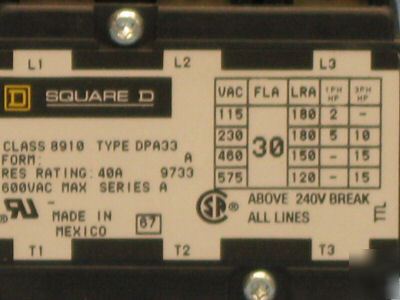 L1 L2 L3
D SQUARE D
CLASS 8910 TYPE DPA33
FORM: A
RES RATING: 40A 9733
600VAC MAX SERIES A
MADE IN
MEXICO
67
VAC FLA LRA 1PH HP 3PH HP
115 30 180 2 -
230 180 5 10
460 150 - 15
575 120 - 15
ABOVE 240V BREAK
ALL LINES
TTL
T1 T2 T3